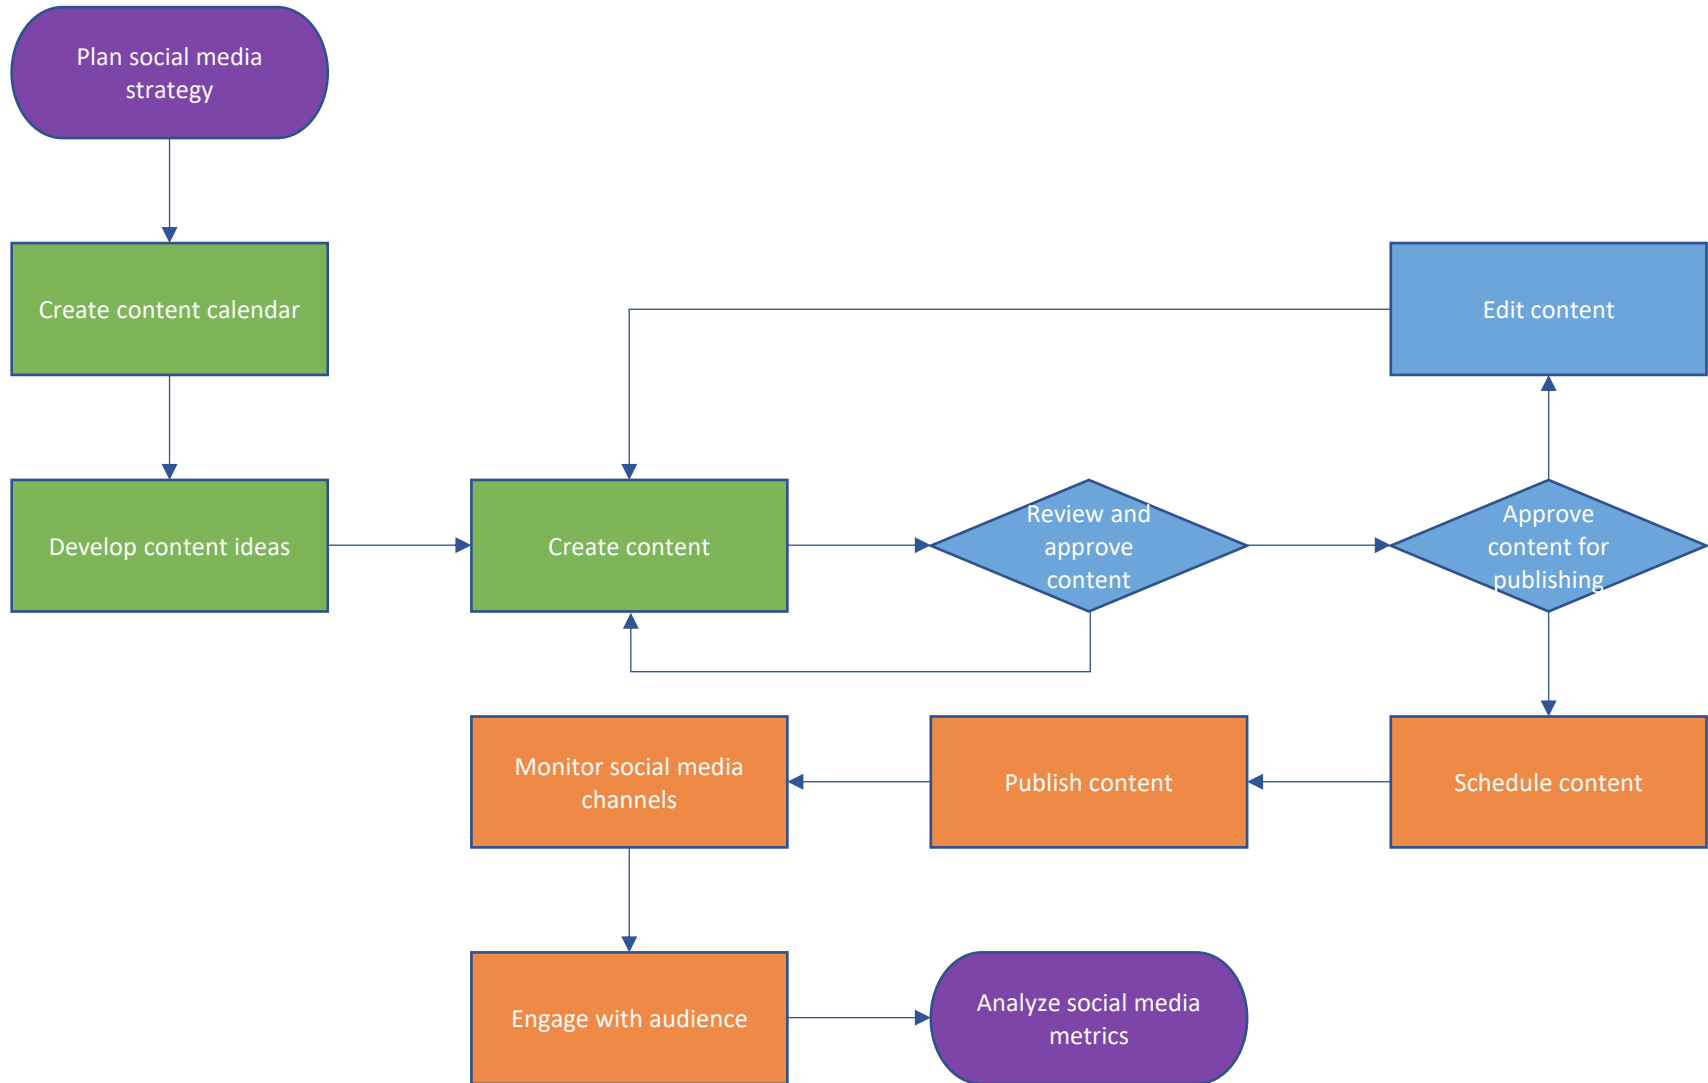 Plan social media
strategy
Create content calendar
Edit content
Develop content ideas
Create content
Review and
approve
content
Approve
content for
publishing
Monitor social media
channels
Publish content
Schedule content
Engage with audience
Analyze social media
metrics